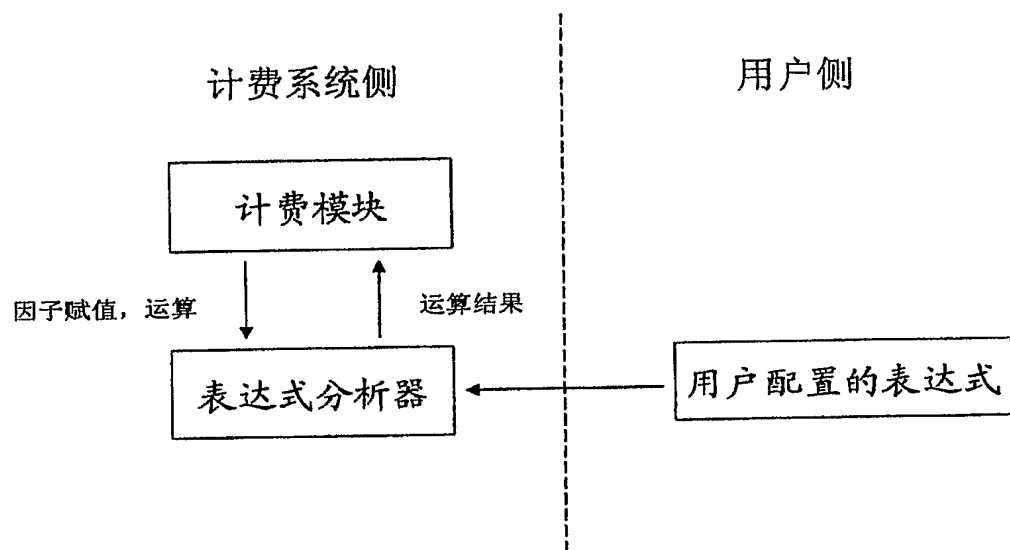 计费系统侧
用户侧
计费模块
因子赋值，运算
运算结果
表达式分析器
用户配置的表达式